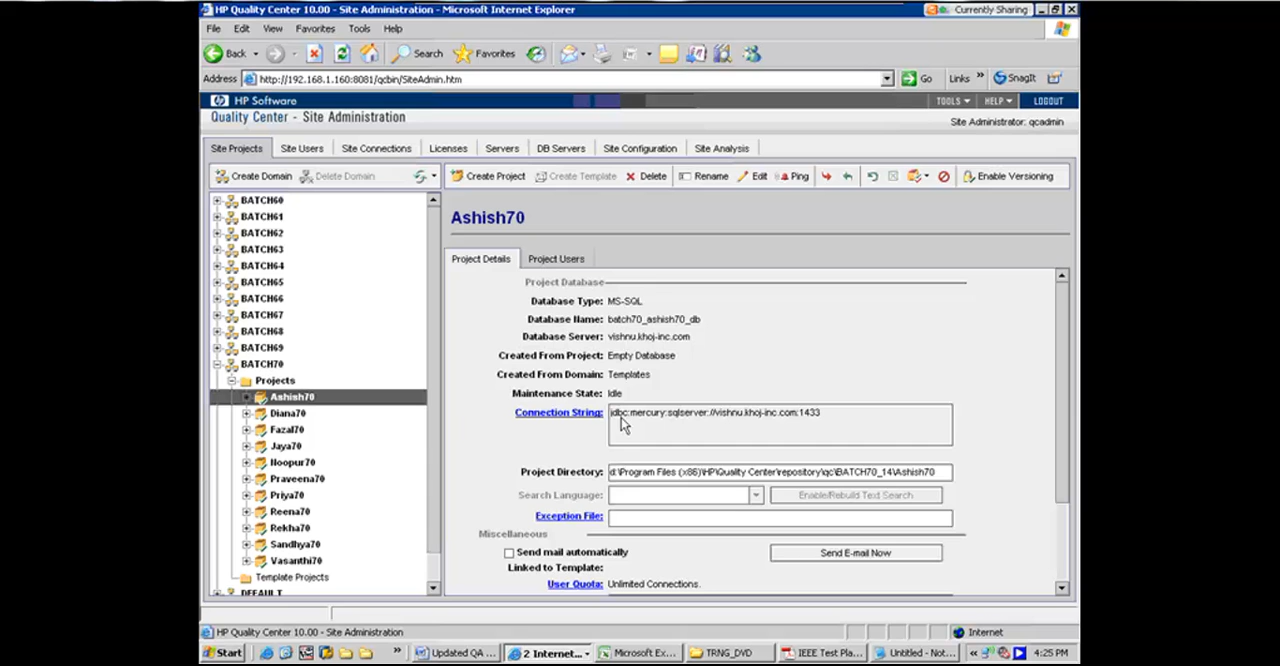 HP Quality Center 10.00 - Site Administration - Microsoft Internet Explorer
Currently Sharing
File Edit View Favorites Tools Help
Back Search Favorites
Address http://192.168.1.160:8081/qcbin/SiteAdmin.htm Go Links » SnagIt
HP Software TOOLS HELP LOGOUT
Quality Center - Site Administration Site Administrator: qcadmin
Site Projects Site Users Site Connections Licenses Servers DB Servers Site Configuration Site Analysis
Create Domain Delete Domain Create Project Create Template Delete Rename Edit Ping Enable Versioning
BATCH60
BATCH61
BATCH62
BATCH63
BATCH64
BATCH65
BATCH66
BATCH67
BATCH68
BATCH69
BATCH70
Projects
Ashish70
Diana70
Fazal70
Jaya70
Noopur70
Praveena70
Priya70
Reena70
Rekha70
Sandhya70
Vasanthi70
Template Projects
DEFAULT
Ashish70
Project Details Project Users
Project Database
Database Type: MS-SQL
Database Name: batch70_ashish70_db
Database Server: vishnu.khoj-inc.com
Created From Project: Empty Database
Created From Domain: Templates
Maintenance State: Idle
Connection String: jdbc:mercury:sqlserver://vishnu.khoj-inc.com:1433
Project Directory: d:\Program Files (x86)\HP\Quality Center\repository\qc\BATCH70_14\Ashish70
Search Language: Enable/Rebuild Text Search
Exception File:
Miscellaneous
Send mail automatically Send E-mail Now
Linked to Template:
User Quota: Unlimited Connections.
HP Quality Center 10.00 - Site Administration Internet
Start » Updated QA ... 2 Internet... Microsoft Ex... TRNG_DVD IEEE Test Pla... Untitled - Not... « 4:25 PM